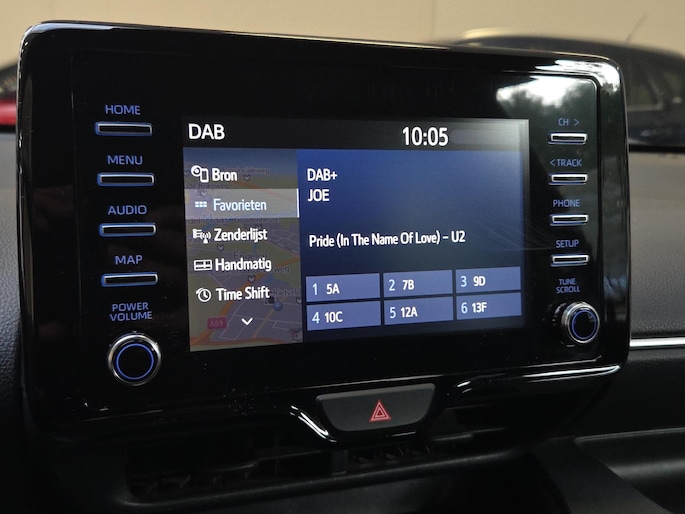 HOME
MENU
AUDIO
MAP
POWER
VOLUME
DAB
10:05
Bron
Favorieten
Zenderlijst
Handmatig
Time Shift
A59
DAB+
JOE
Pride (In The Name Of Love) – U2
1 5A
2 7B
3 9D
4 10C
5 12A
6 13F
CH >
< TRACK
PHONE
SETUP
TUNE
SCROLL